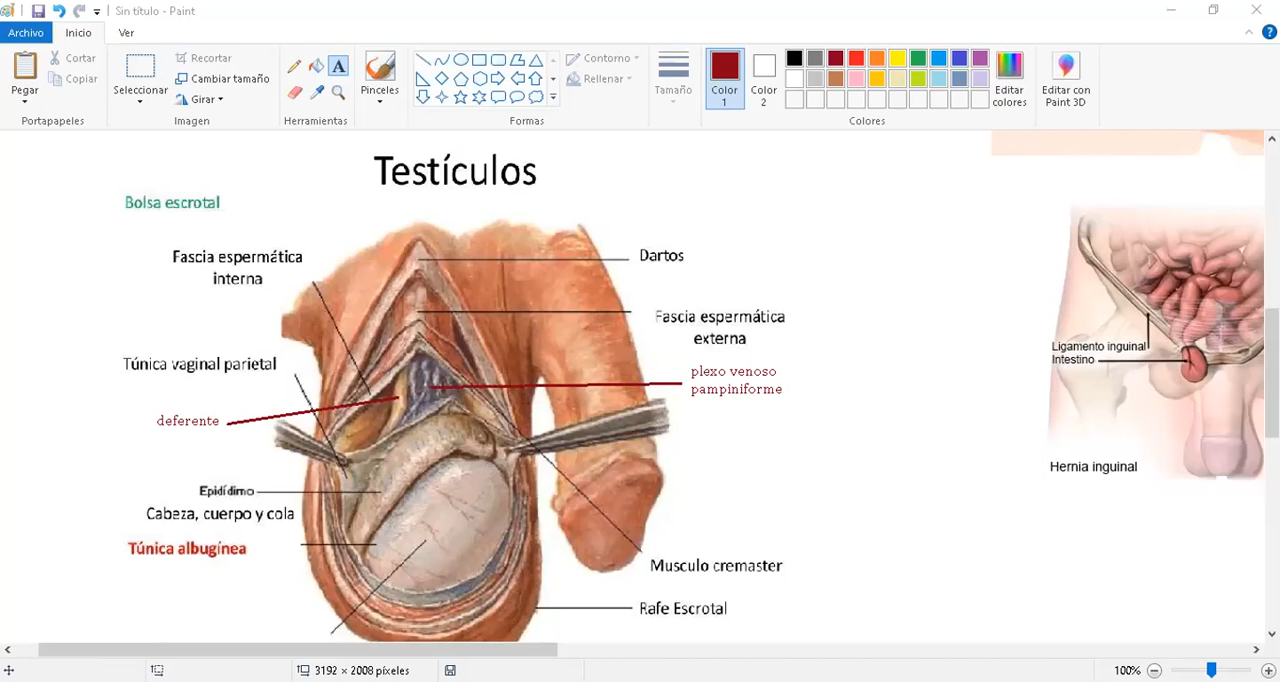 Sin título - Paint
Archivo
Inicio
Ver
Pegar
Cortar
Copiar
Portapapeles
Seleccionar
Recortar
Cambiar tamaño
Girar
Imagen
A
Herramientas
Pinceles
Contorno
Rellenar
Formas
Tamaño
Color
1
Color
2
Editar
colores
Colores
Editar con
Paint 3D
Testículos
Bolsa escrotal
Fascia espermática
interna
Dartos
Fascia espermática
externa
Túnica vaginal parietal
plexo venoso
pampiniforme
deferente
Epidídimo
Cabeza, cuerpo y cola
Túnica albugínea
Musculo cremaster
Rafe Escrotal
Ligamento inguinal
Intestino
Hernia inguinal
3192 × 2008 píxeles
100%